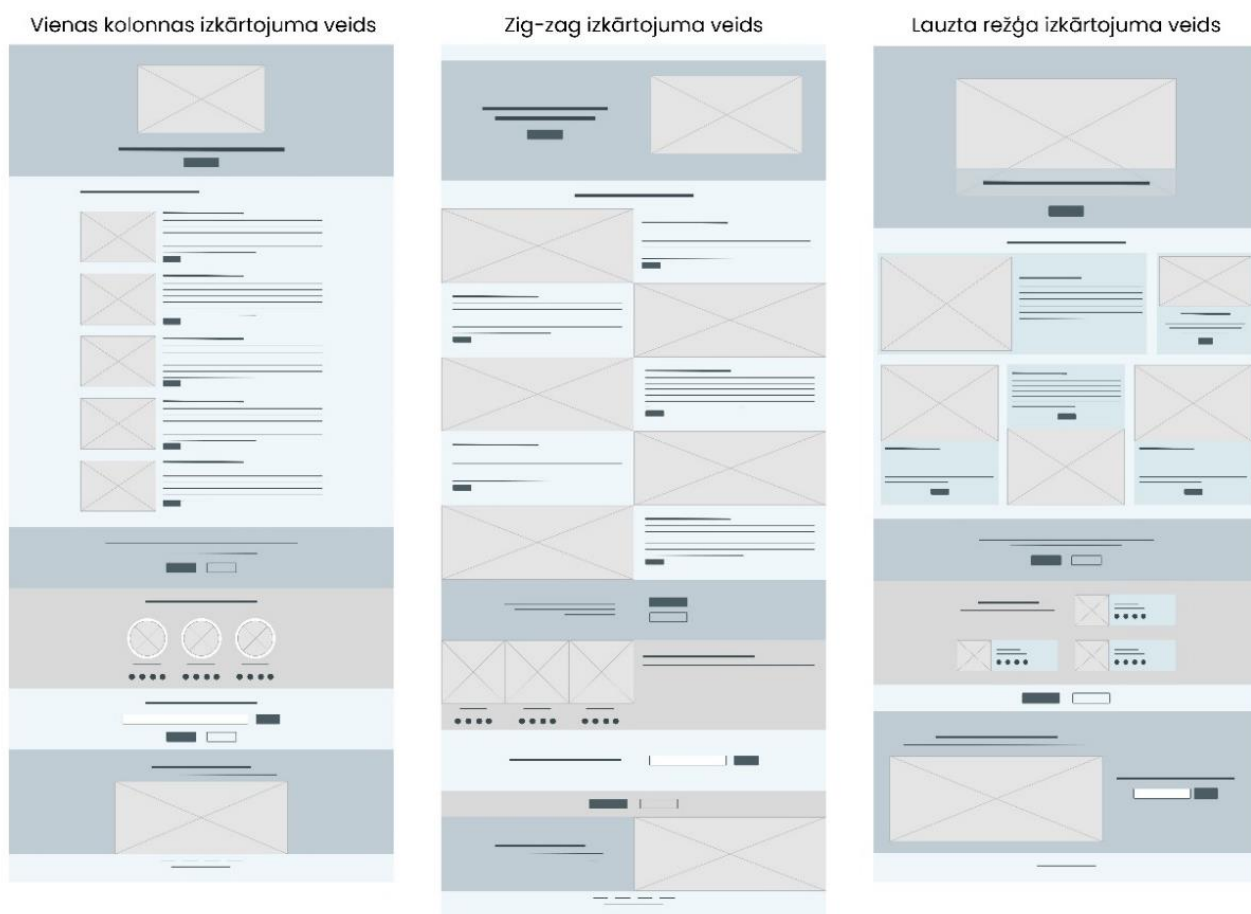 Vienas kolonnas izkārtojuma veids
Zig-zag izkārtojuma veids
Lauzta režģa izkārtojuma veids